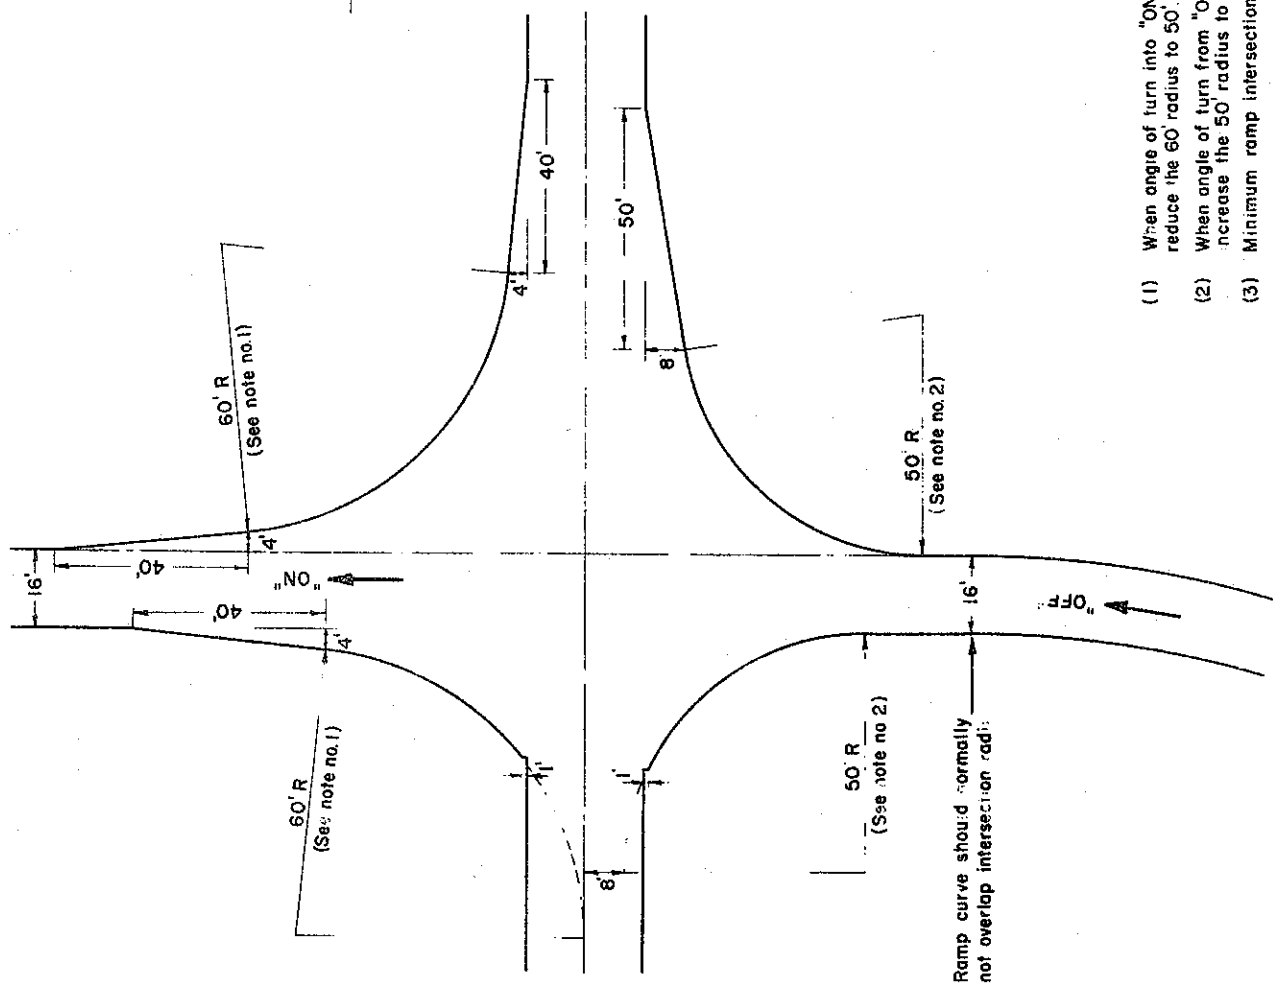 16'
40'
"ON"
40'
4'
4'
60' R
(See note no.1)
60' R
(See note no.1)
4'
40'
50'
8'
1'
1'
8'
50' R
(See note no. 2)
50' R
(See note no 2)
16'
"OFF"
Ramp curve should normally
not overlap intersection radii
(1) When angle of turn into "ON
reduce the 60' radius to 50'.
(2) When angle of turn from "O
increase the 50' radius to
(3) Minimum ramp intersection